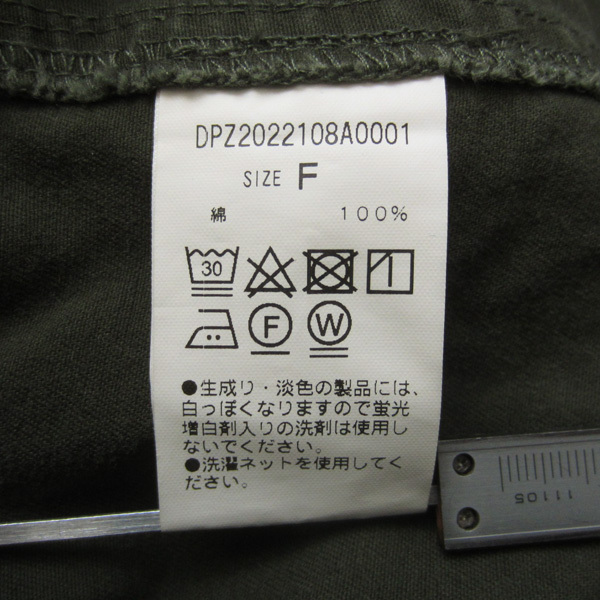 DPZ2022108A0001
SIZE F
綿 100%
30
F W
●生成り・淡色の製品には、
白っぽくなりますので蛍光
増白剤入りの洗剤は使用し
ないでください。
●洗濯ネットを使用してく
ださい。
11105